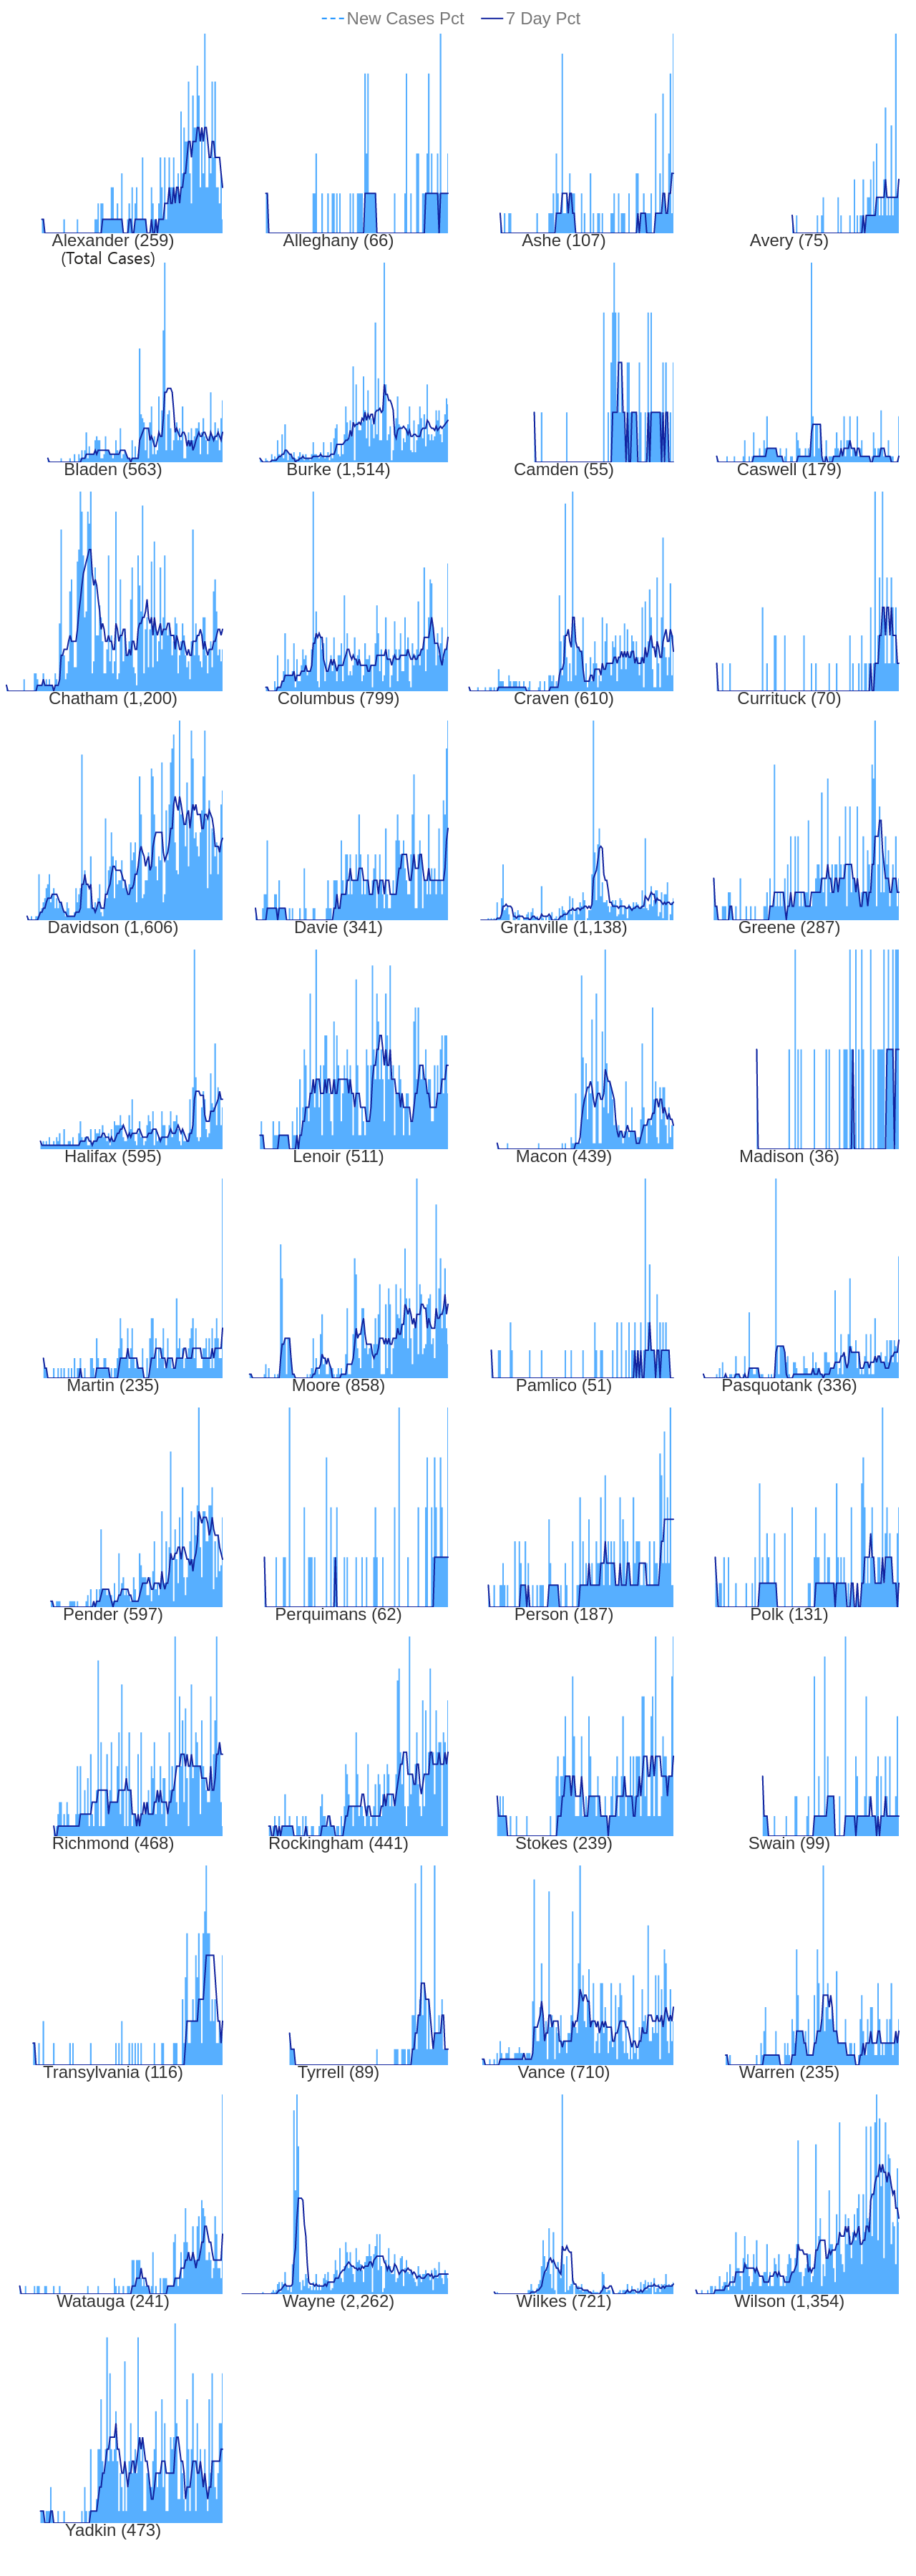 New Cases Pct 7 Day Pct
Alexander (259) Alleghany (66) Ashe (107) Avery (75)
(Total Cases)
Bladen (563) Burke (1,514) Camden (55) Caswell (179)
Chatham (1,200) Columbus (799) Craven (610) Currituck (70)
Davidson (1,606) Davie (341) Granville (1,138) Greene (287)
Halifax (595) Lenoir (511) Macon (439) Madison (36)
Martin (235) Moore (858) Pamlico (51) Pasquotank (336)
Pender (597) Perquimans (62) Person (187) Polk (131)
Richmond (468) Rockingham (441) Stokes (239) Swain (99)
Transylvania (116) Tyrrell (89) Vance (710) Warren (235)
Watauga (241) Wayne (2,262) Wilkes (721) Wilson (1,354)
Yadkin (473)